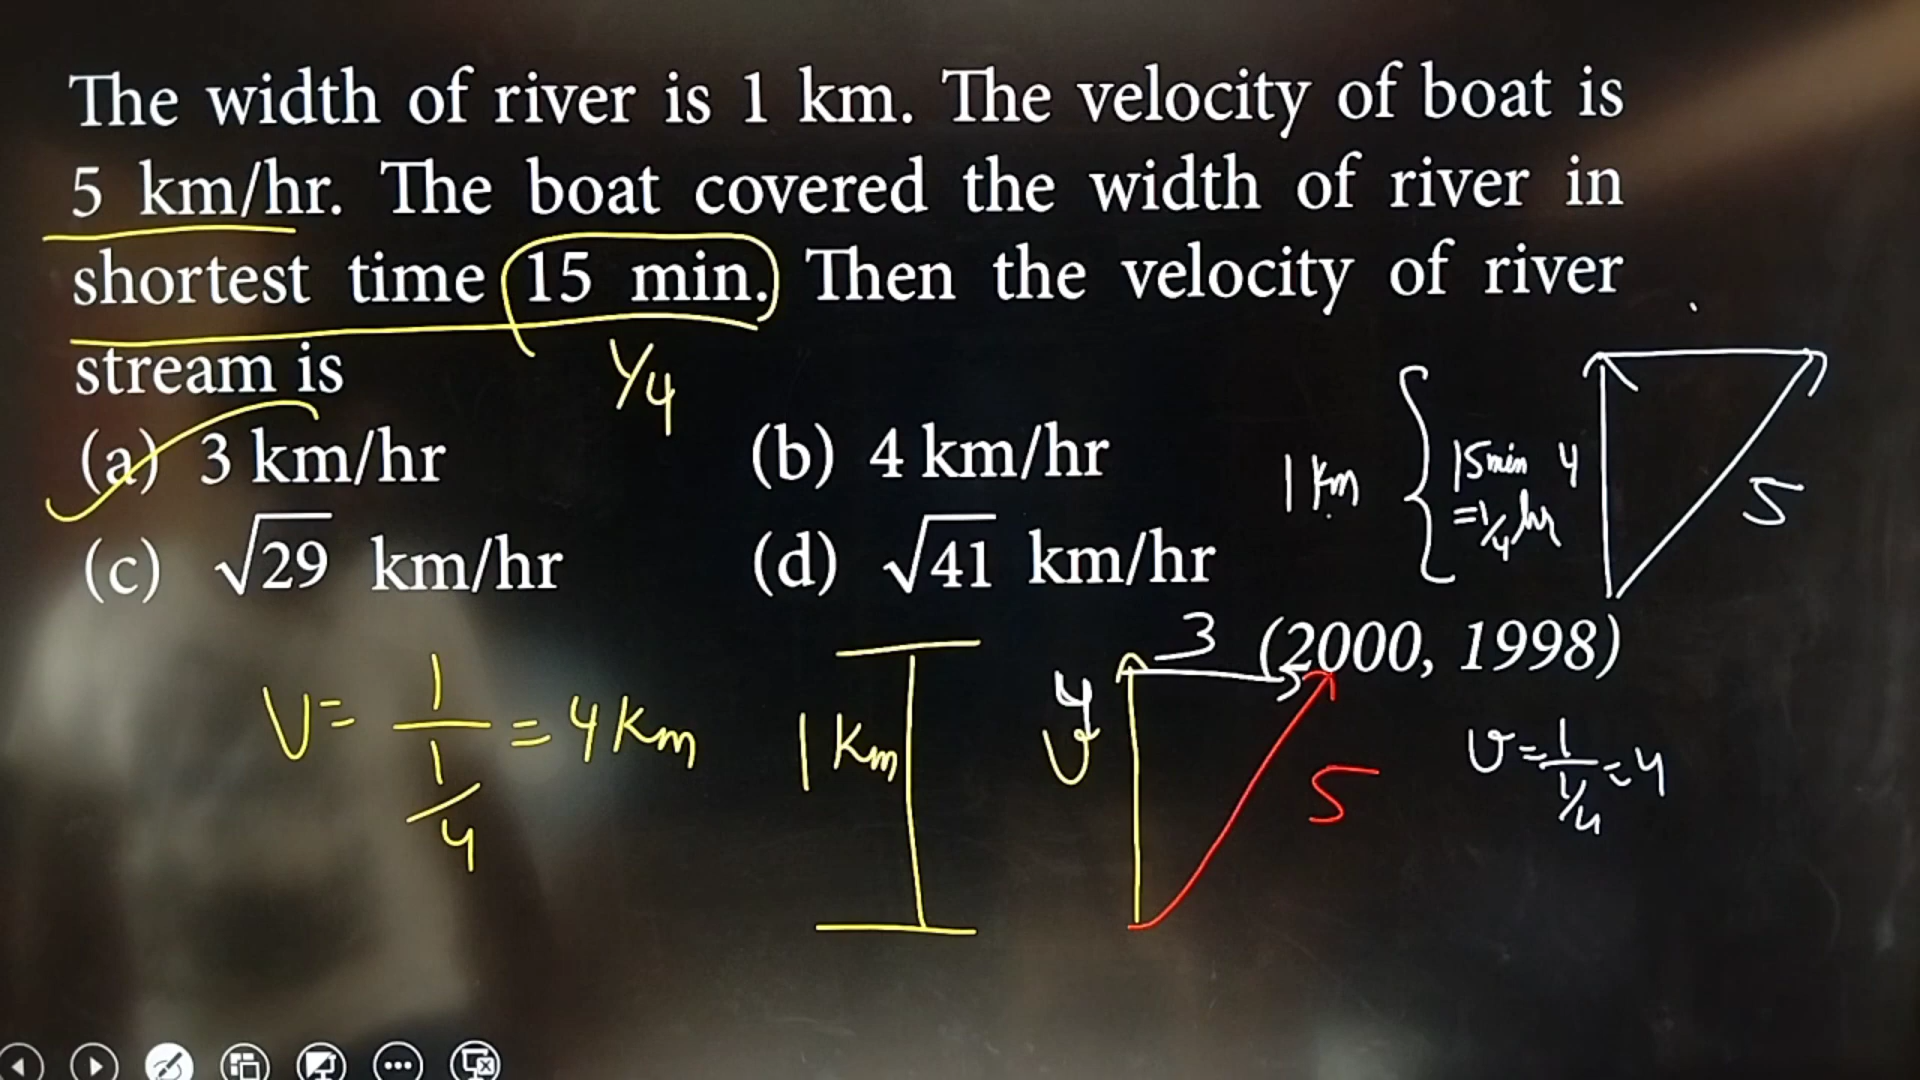 The width of river is 1 km. The velocity of boat is
5 km/hr. The boat covered the width of river in
shortest time 15 min. Then the velocity of river
stream is
1/4
(a) 3 km/hr
(b) 4 km/hr
(c) √29 km/hr
(d) √41 km/hr
1 km
15min
=1/4 hr
4
5
3
(2000, 1998)
V= 1/(1/4) = 4 Km
1 Km
4
v
5
v=1/(1/4)=4